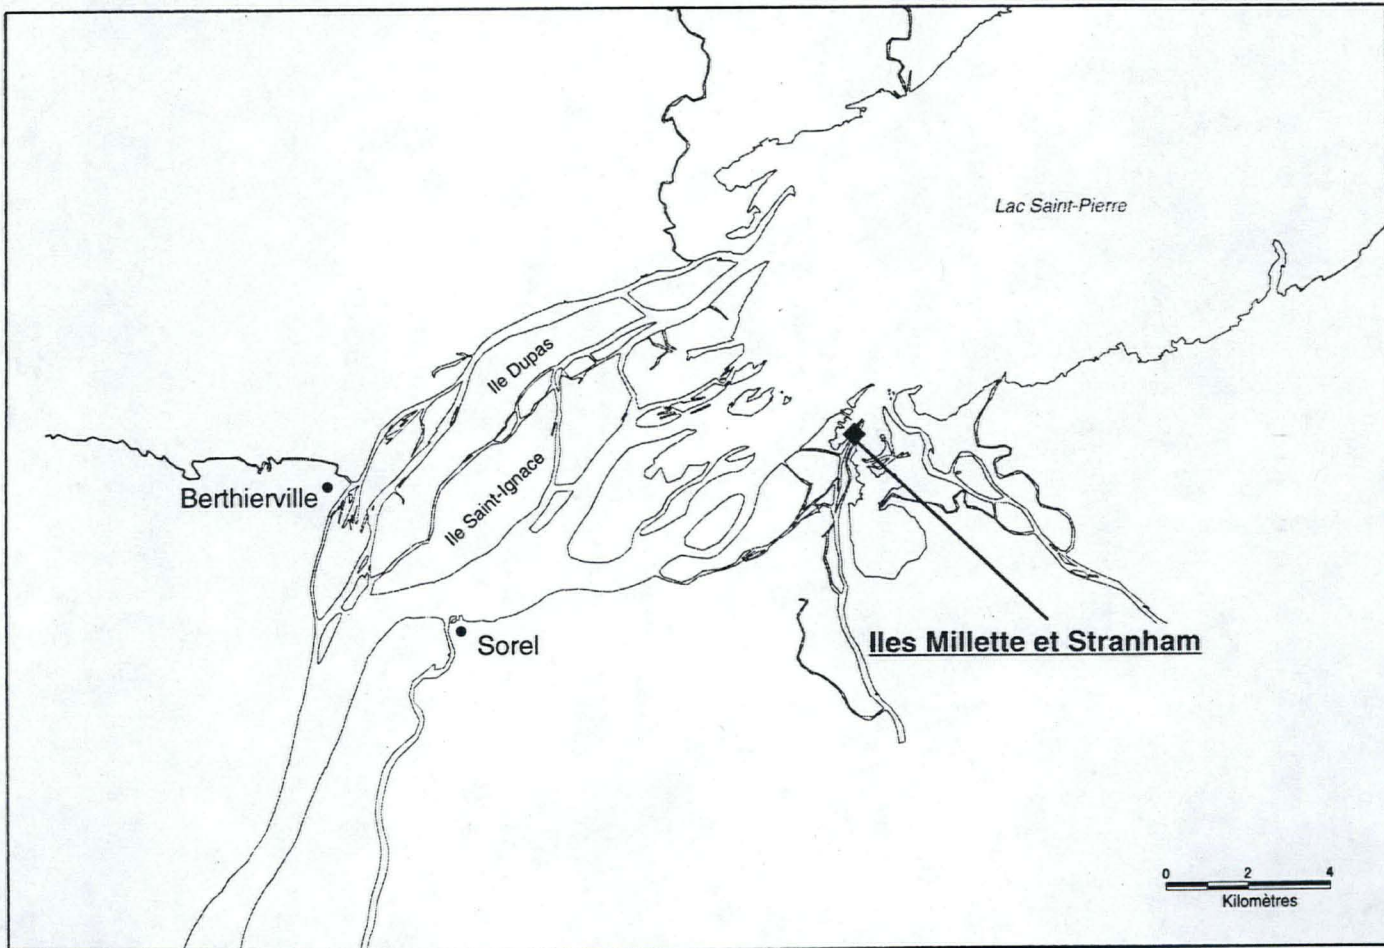 Lac Saint-Pierre
Ile Dupas
Ile Saint-Ignace
Berthierville
Sorel
Iles Millette et Stranham
0 2 4
Kilomètres